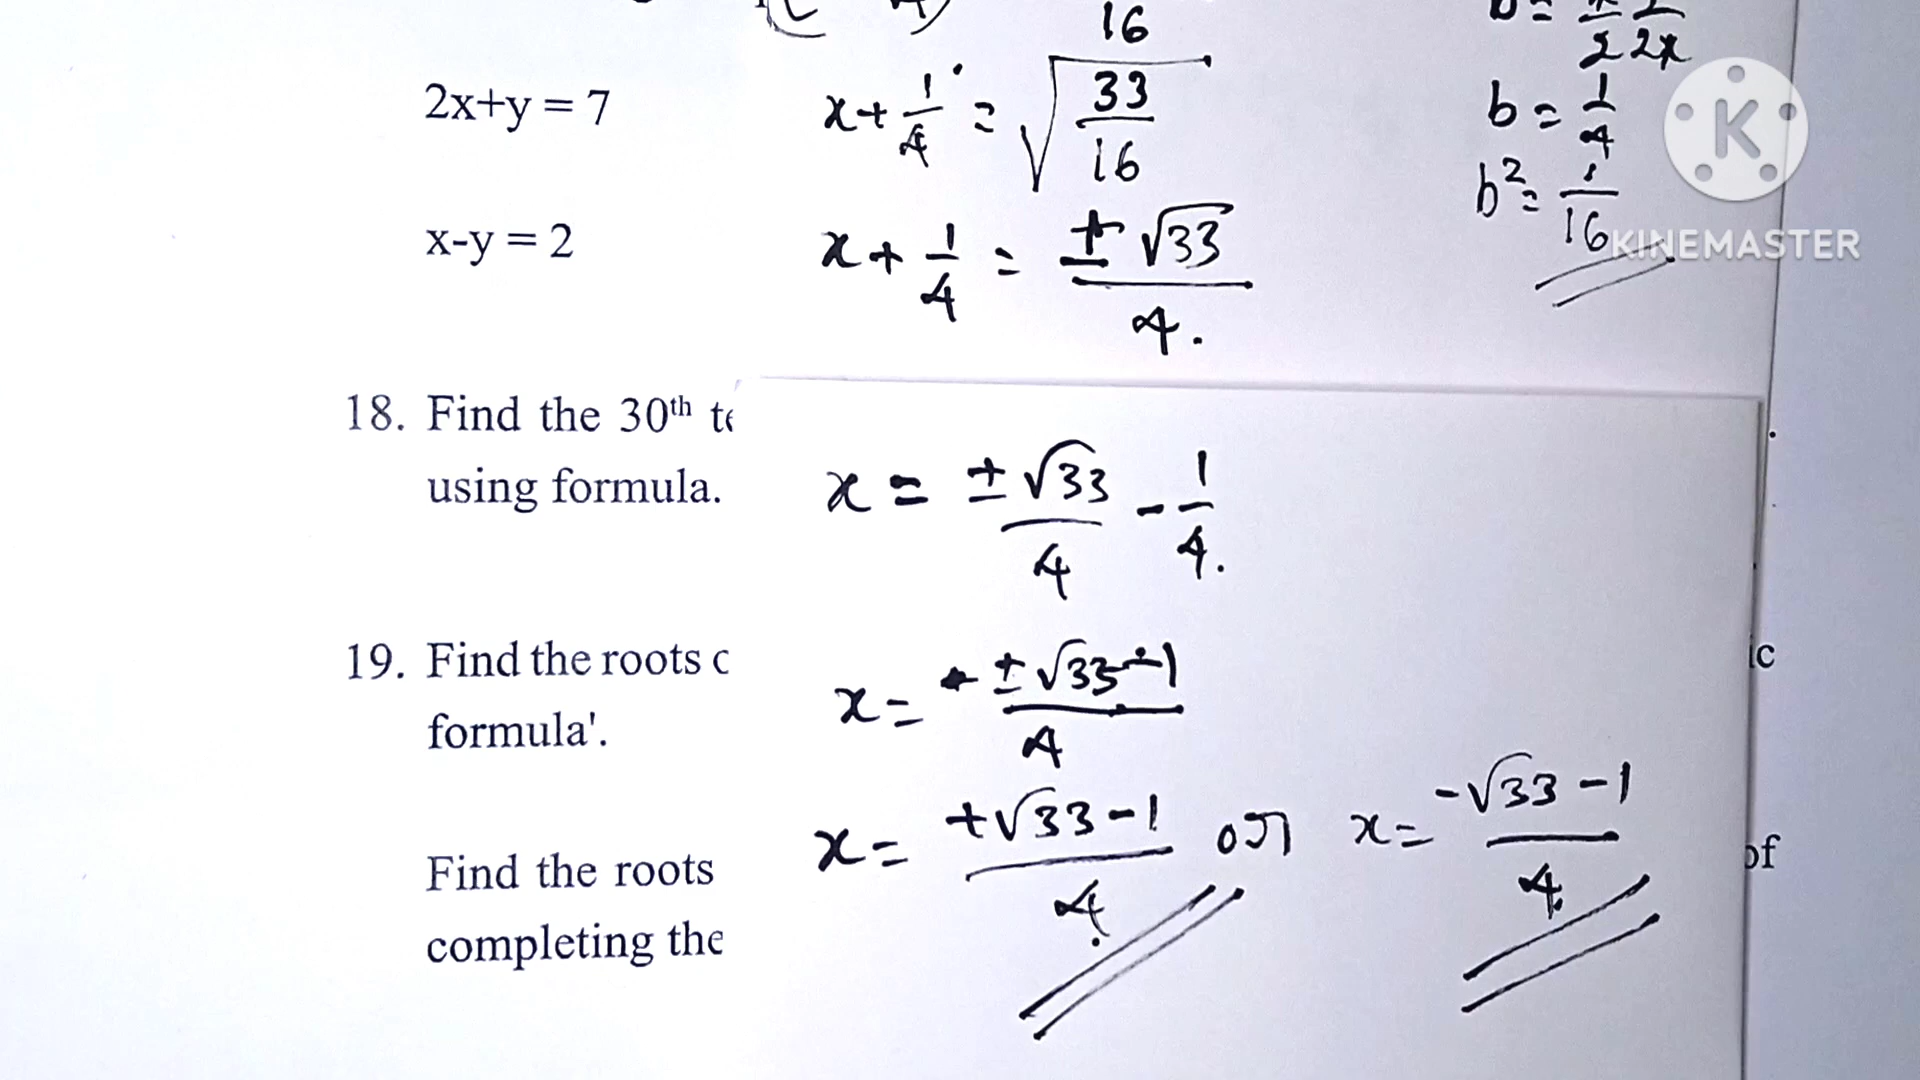 2x+y = 7
x-y = 2
18. Find the 30th
using formula.
19. Find the roots
formula'.
Find the roots
completing the
16
x + 1/4 = √(33/16)
x + 1/4 = ± √33 / 4.
x = ± √33 / 4 - 1/4.
x = ± √33 - 1 / 4
x = +√33 - 1 / 4 or x = -√33 - 1 / 4
b = 1/4
b² = 1/16
K
KINEMASTER
of